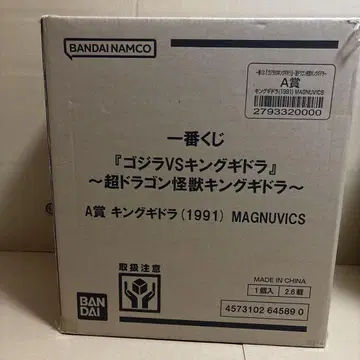 BANDAI NAMCO
A賞
キングギドラ(1991) MAGNUVICS
2793320000
一番くじ
『ゴジラVSキングギドラ』
～超ドラゴン怪獣キングギドラ～
A賞 キングギドラ(1991) MAGNUVICS
取扱注意
MADE IN CHINA
1個入
2.6㎏
BAN
DAI
4573102 64589 0